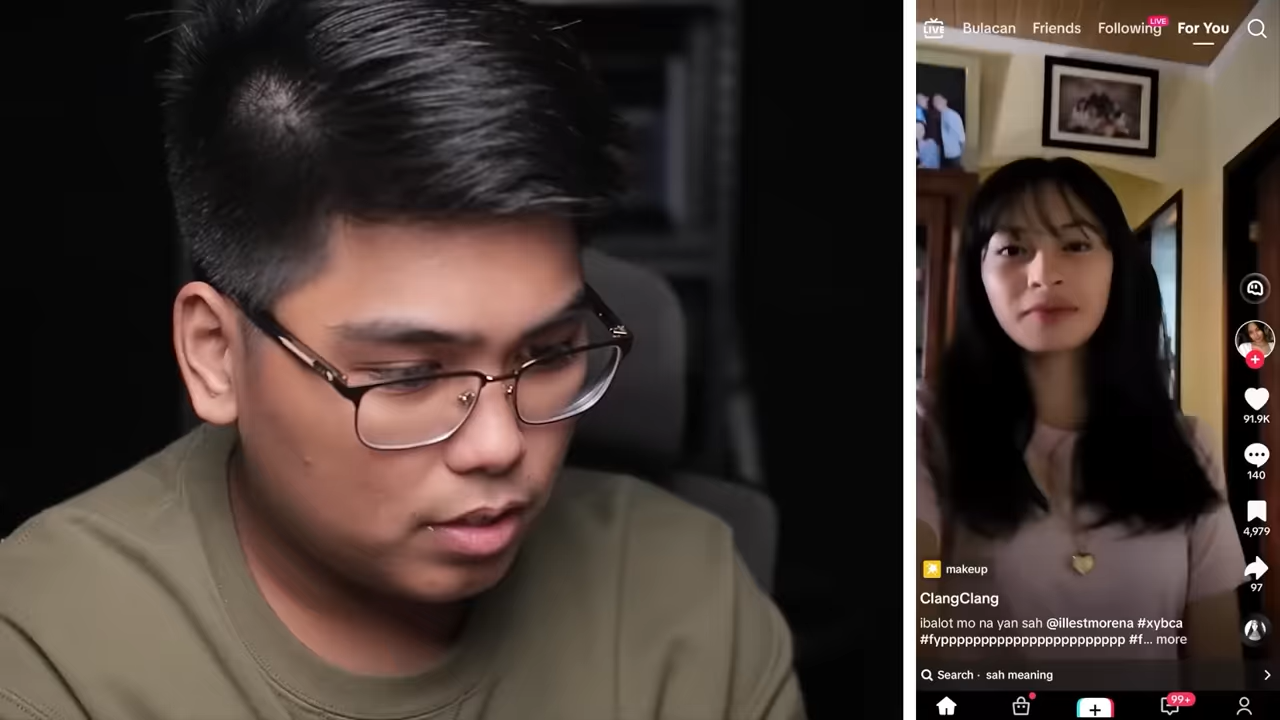 LIVE
Bulacan
Friends
Following
LIVE
For You
91.9K
140
4,979
97
makeup
ClangClang
ibalot mo na yan sah @illestmorena #xybca
#fyppppppppppppppppppppppp #f... more
Search · sah meaning
99+